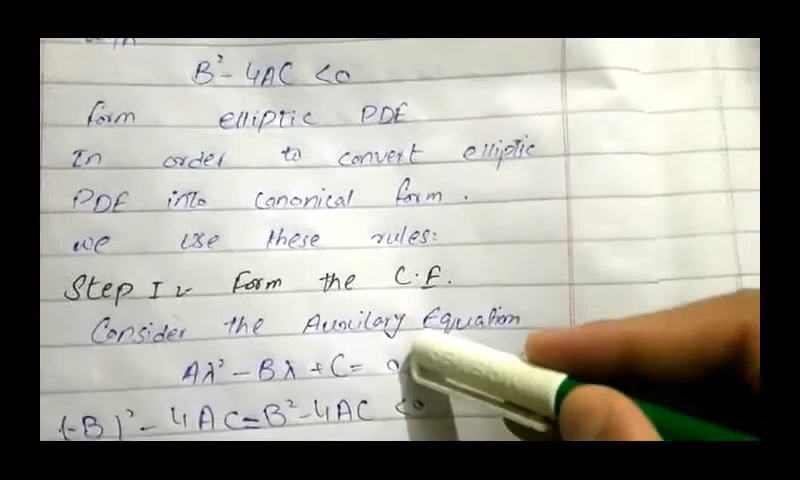 B² - 4AC < 0
form elliptic PDE
In order to convert elliptic
PDE into canonical form.
we use these rules:
Step I :- Form the C.F.
Consider the Auxilary Equation
Aλ² - Bλ + C = 0
(-B)² - 4AC = B² - 4AC < 0